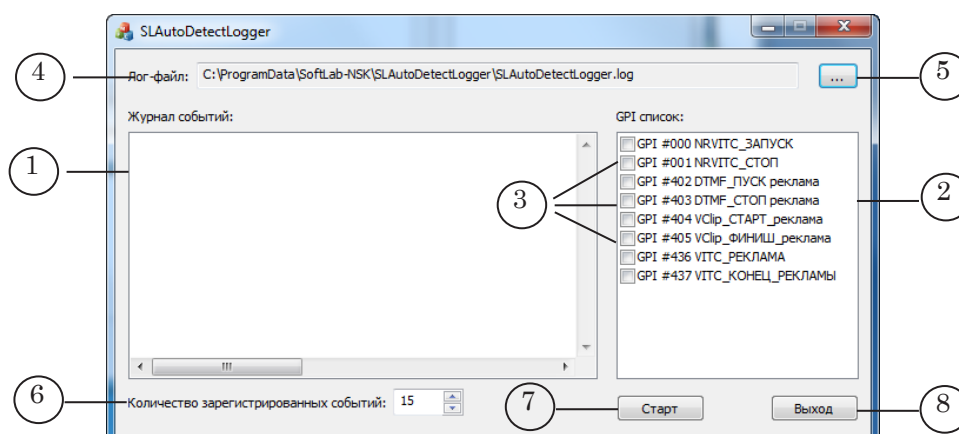 SLAutoDetectLogger
4
Лог-файл: C:\ProgramData\SoftLab-NSK\SLAutoDetectLogger\SLAutoDetectLogger.log ...
5
Журнал событий:
GPI список:
1
GPI #000 NRVITC_ЗАПУСК
GPI #001 NRVITC_СТОП
GPI #402 DTMF_ПУСК реклама
GPI #403 DTMF_СТОП реклама
GPI #404 VClip_СТАРТ_реклама
GPI #405 VClip_ФИНИШ_реклама
GPI #436 VITC_РЕКЛАМА
GPI #437 VITC_КОНЕЦ_РЕКЛАМЫ
3
2
6
Количество зарегистрированных событий: 15
7
Старт
Выход
8